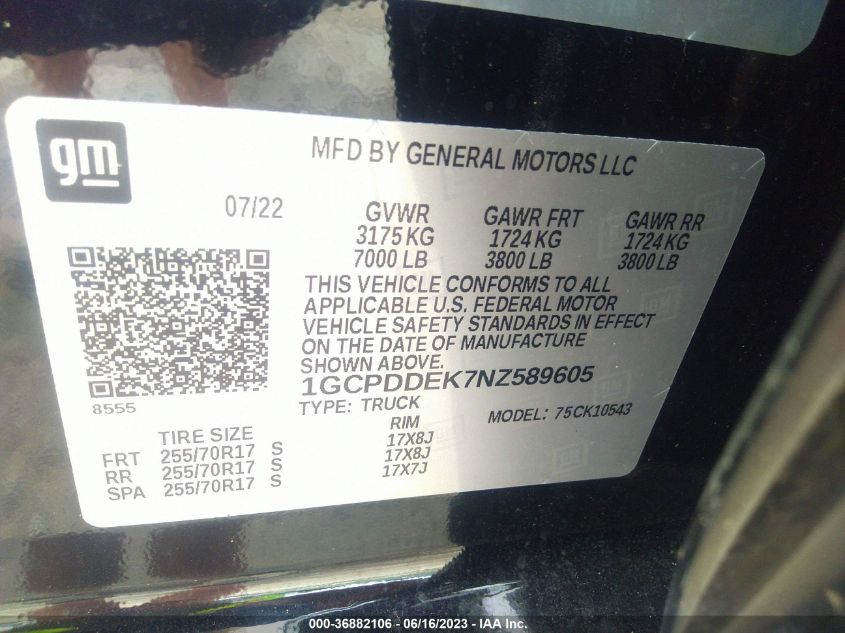 gm
MFD BY GENERAL MOTORS LLC
07/22
GVWR GAWR FRT GAWR RR
3175 KG 1724 KG 1724 KG
7000 LB 3800 LB 3800 LB
THIS VEHICLE CONFORMS TO ALL
APPLICABLE U.S. FEDERAL MOTOR
VEHICLE SAFETY STANDARDS IN EFFECT
ON THE DATE OF MANUFACTURE
SHOWN ABOVE.
1GCPDDEK7NZ589605
8555
TYPE: TRUCK MODEL: 75CK10543
TIRE SIZE RIM
FRT 255/70R17 S 17X8J
RR 255/70R17 S 17X8J
SPA 255/70R17 S 17X7J
000-36882106 - 06/16/2023 - IAA Inc.